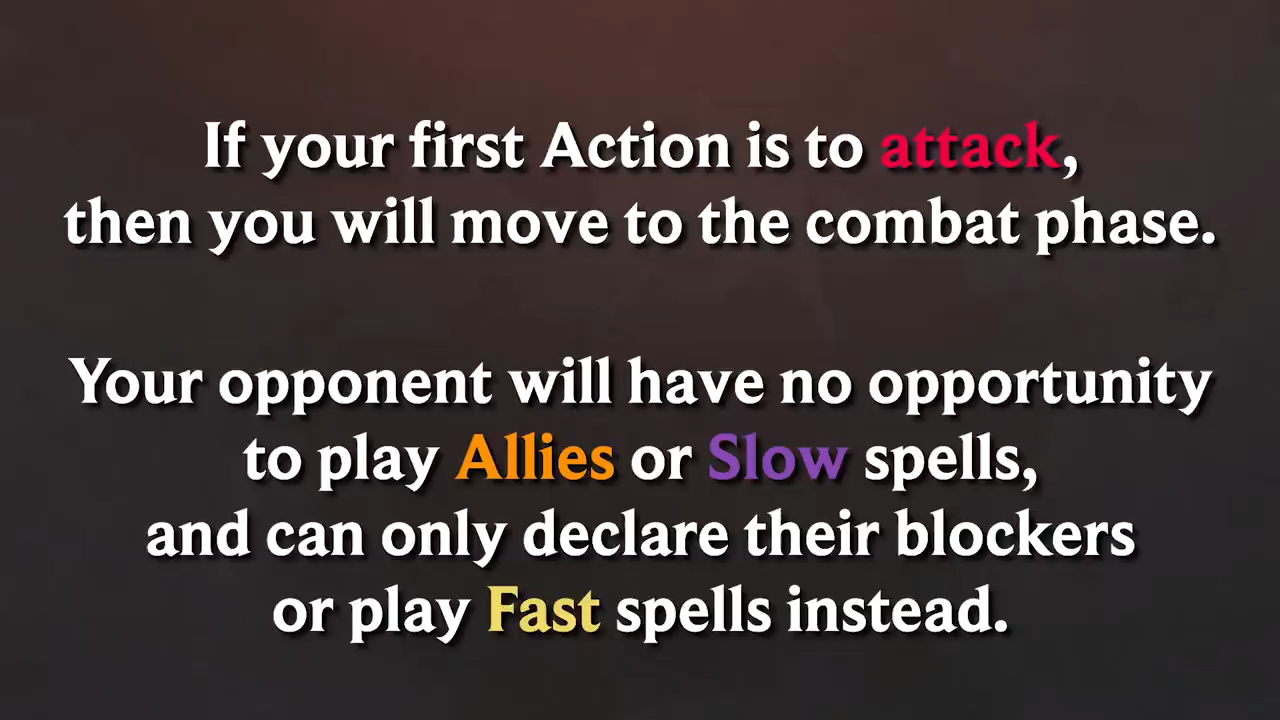 If your first Action is to attack,
then you will move to the combat phase.
Your opponent will have no opportunity
to play Allies or Slow spells,
and can only declare their blockers
or play Fast spells instead.